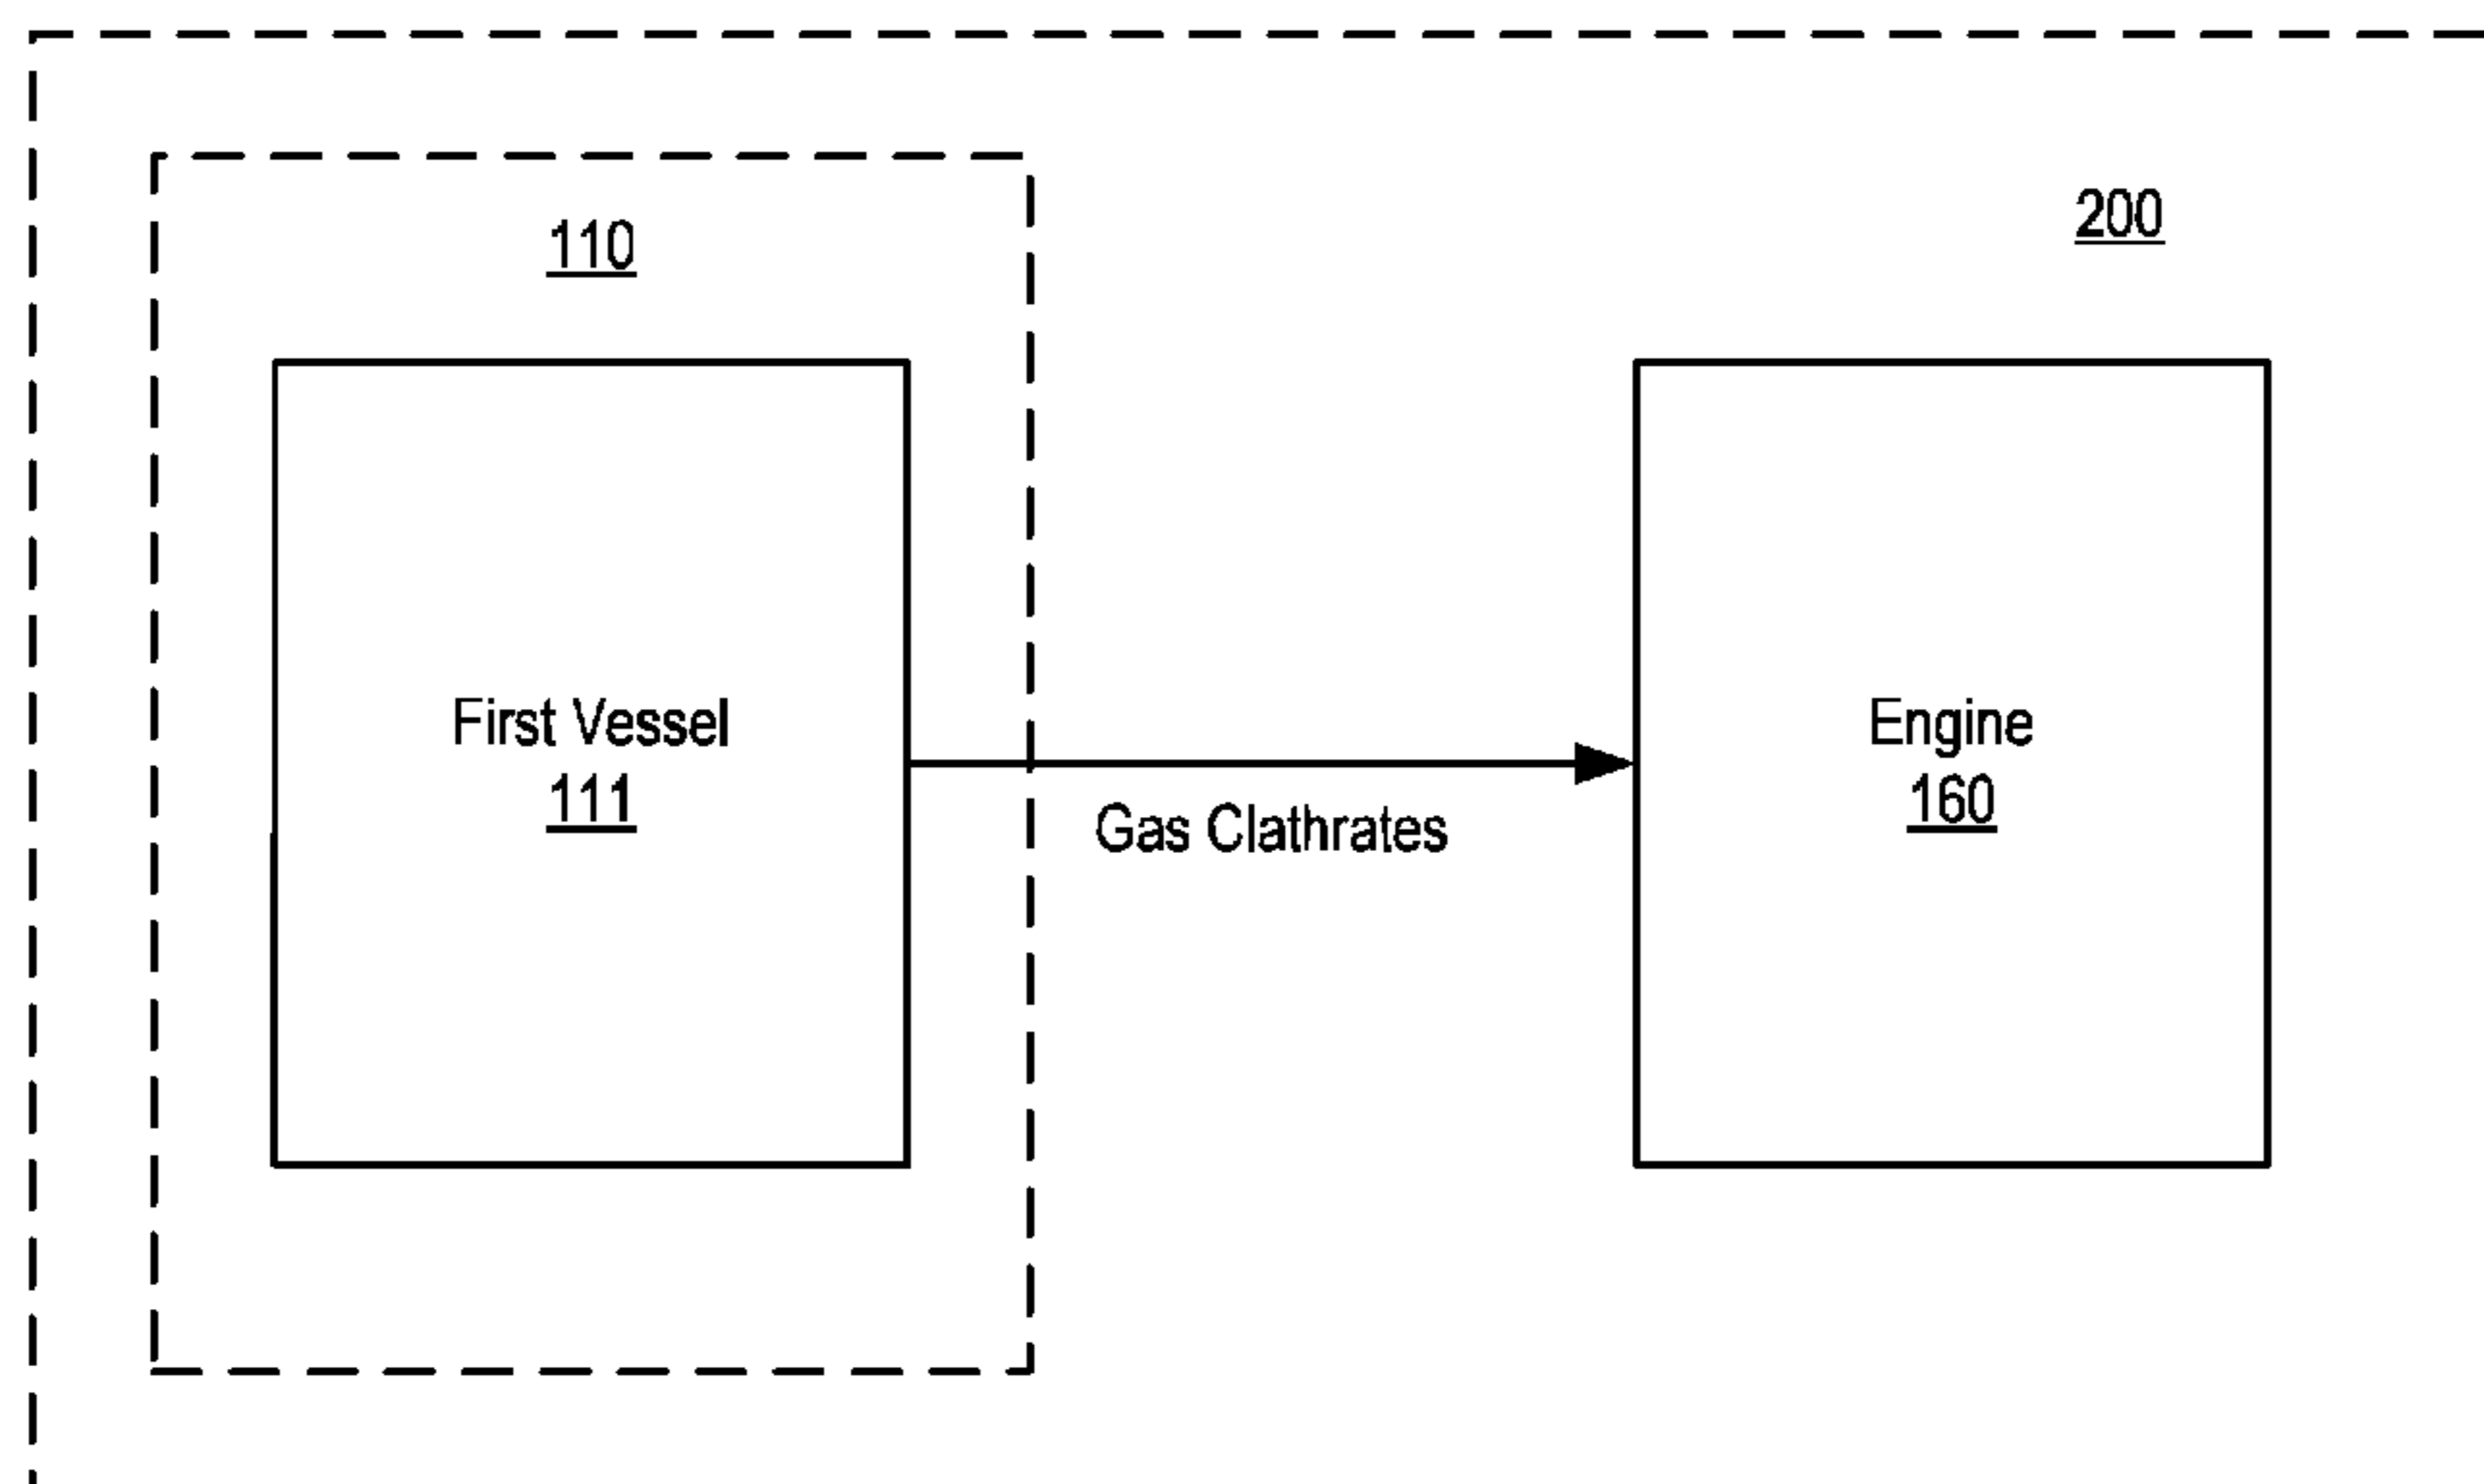 200
110
First Vessel
111
Engine
160
Gas Clathrates